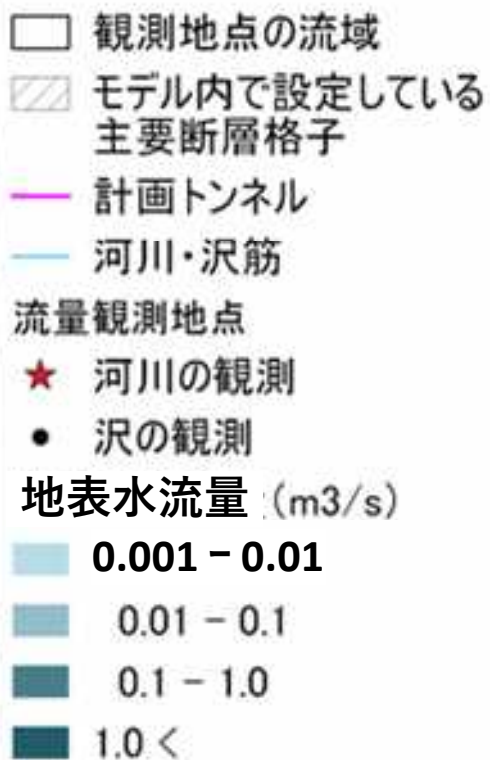 観測地点の流域
モデル内で設定している
主要断層格子
計画トンネル
河川・沢筋
流量観測地点
河川の観測
沢の観測
地表水流量 (m3/s)
0.001 − 0.01
0.01 − 0.1
0.1 − 1.0
1.0 <